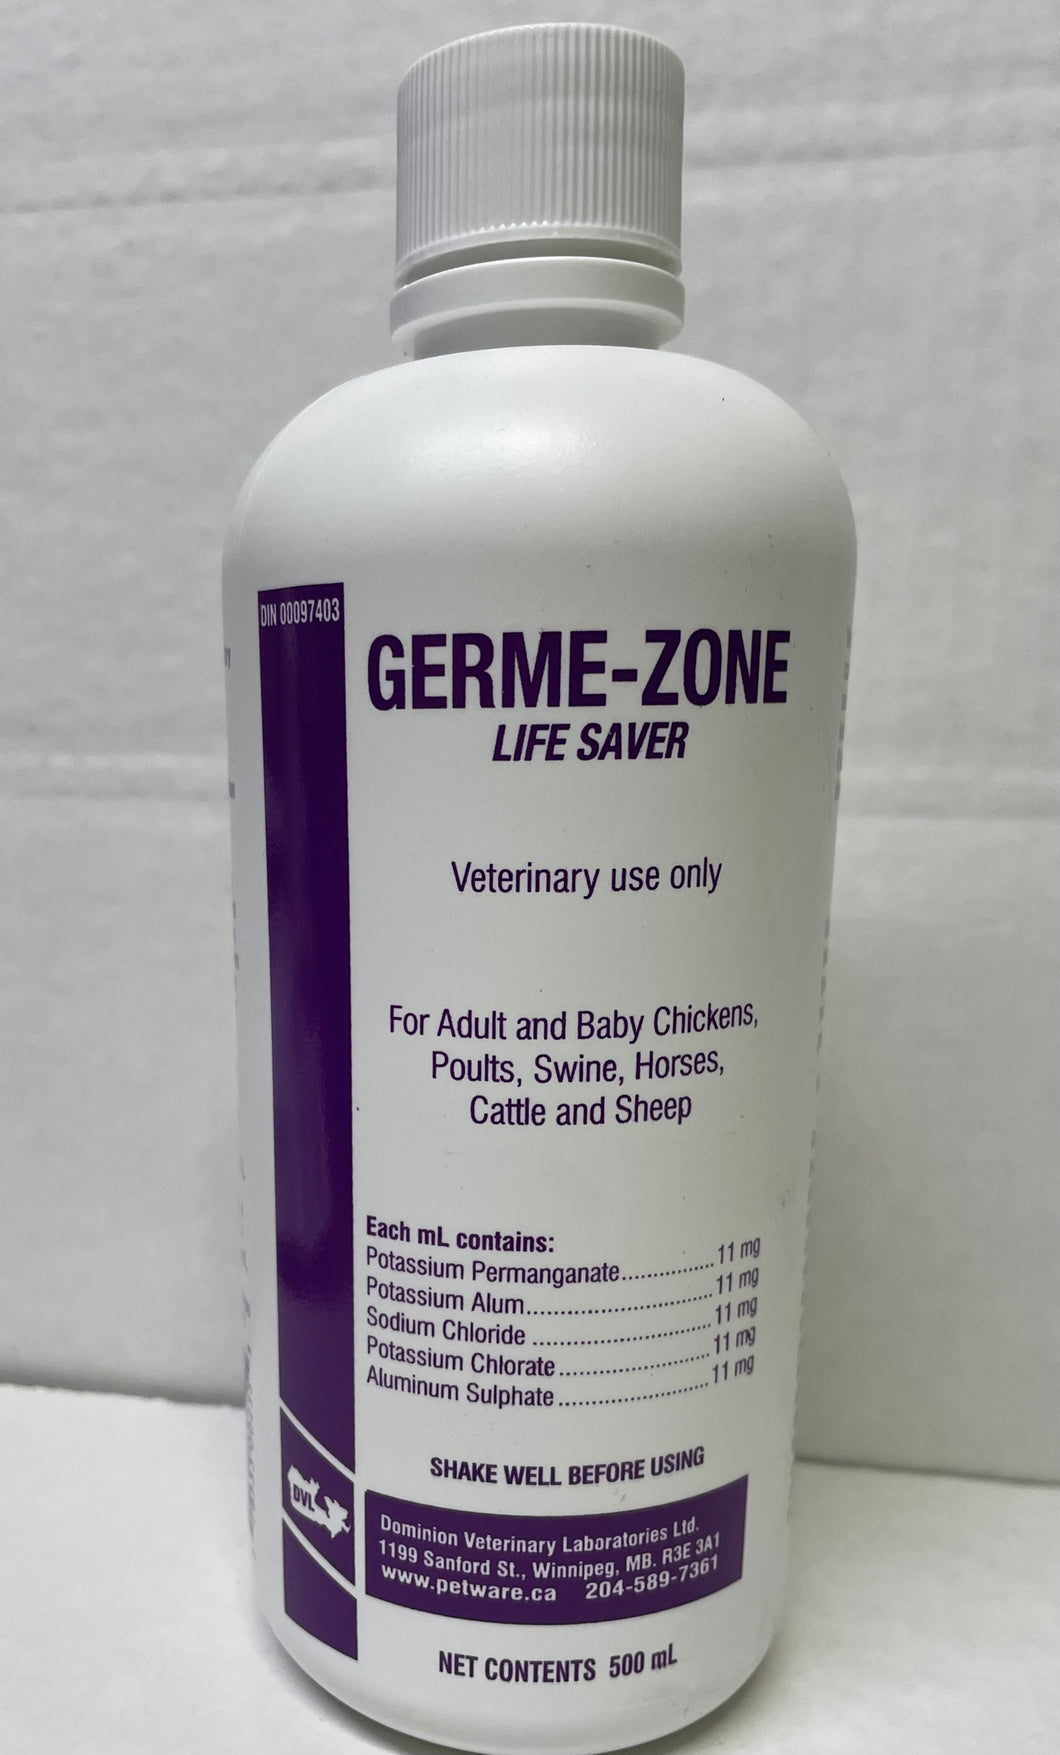 DIN 00097403
GERME-ZONE
LIFE SAVER
Veterinary use only
For Adult and Baby Chickens,
Poults, Swine, Horses,
Cattle and Sheep
Each mL contains:
Potassium Permanganate................11 mg
Potassium Alum................................11 mg
Sodium Chloride ...............................11 mg
Potassium Chlorate...........................11 mg
Aluminum Sulphate ...........................11 mg
SHAKE WELL BEFORE USING
DVL
Dominion Veterinary Laboratories Ltd.
1199 Sanford St., Winnipeg, MB. R3E 3A1
www.petware.ca 204-589-7361
NET CONTENTS 500 mL